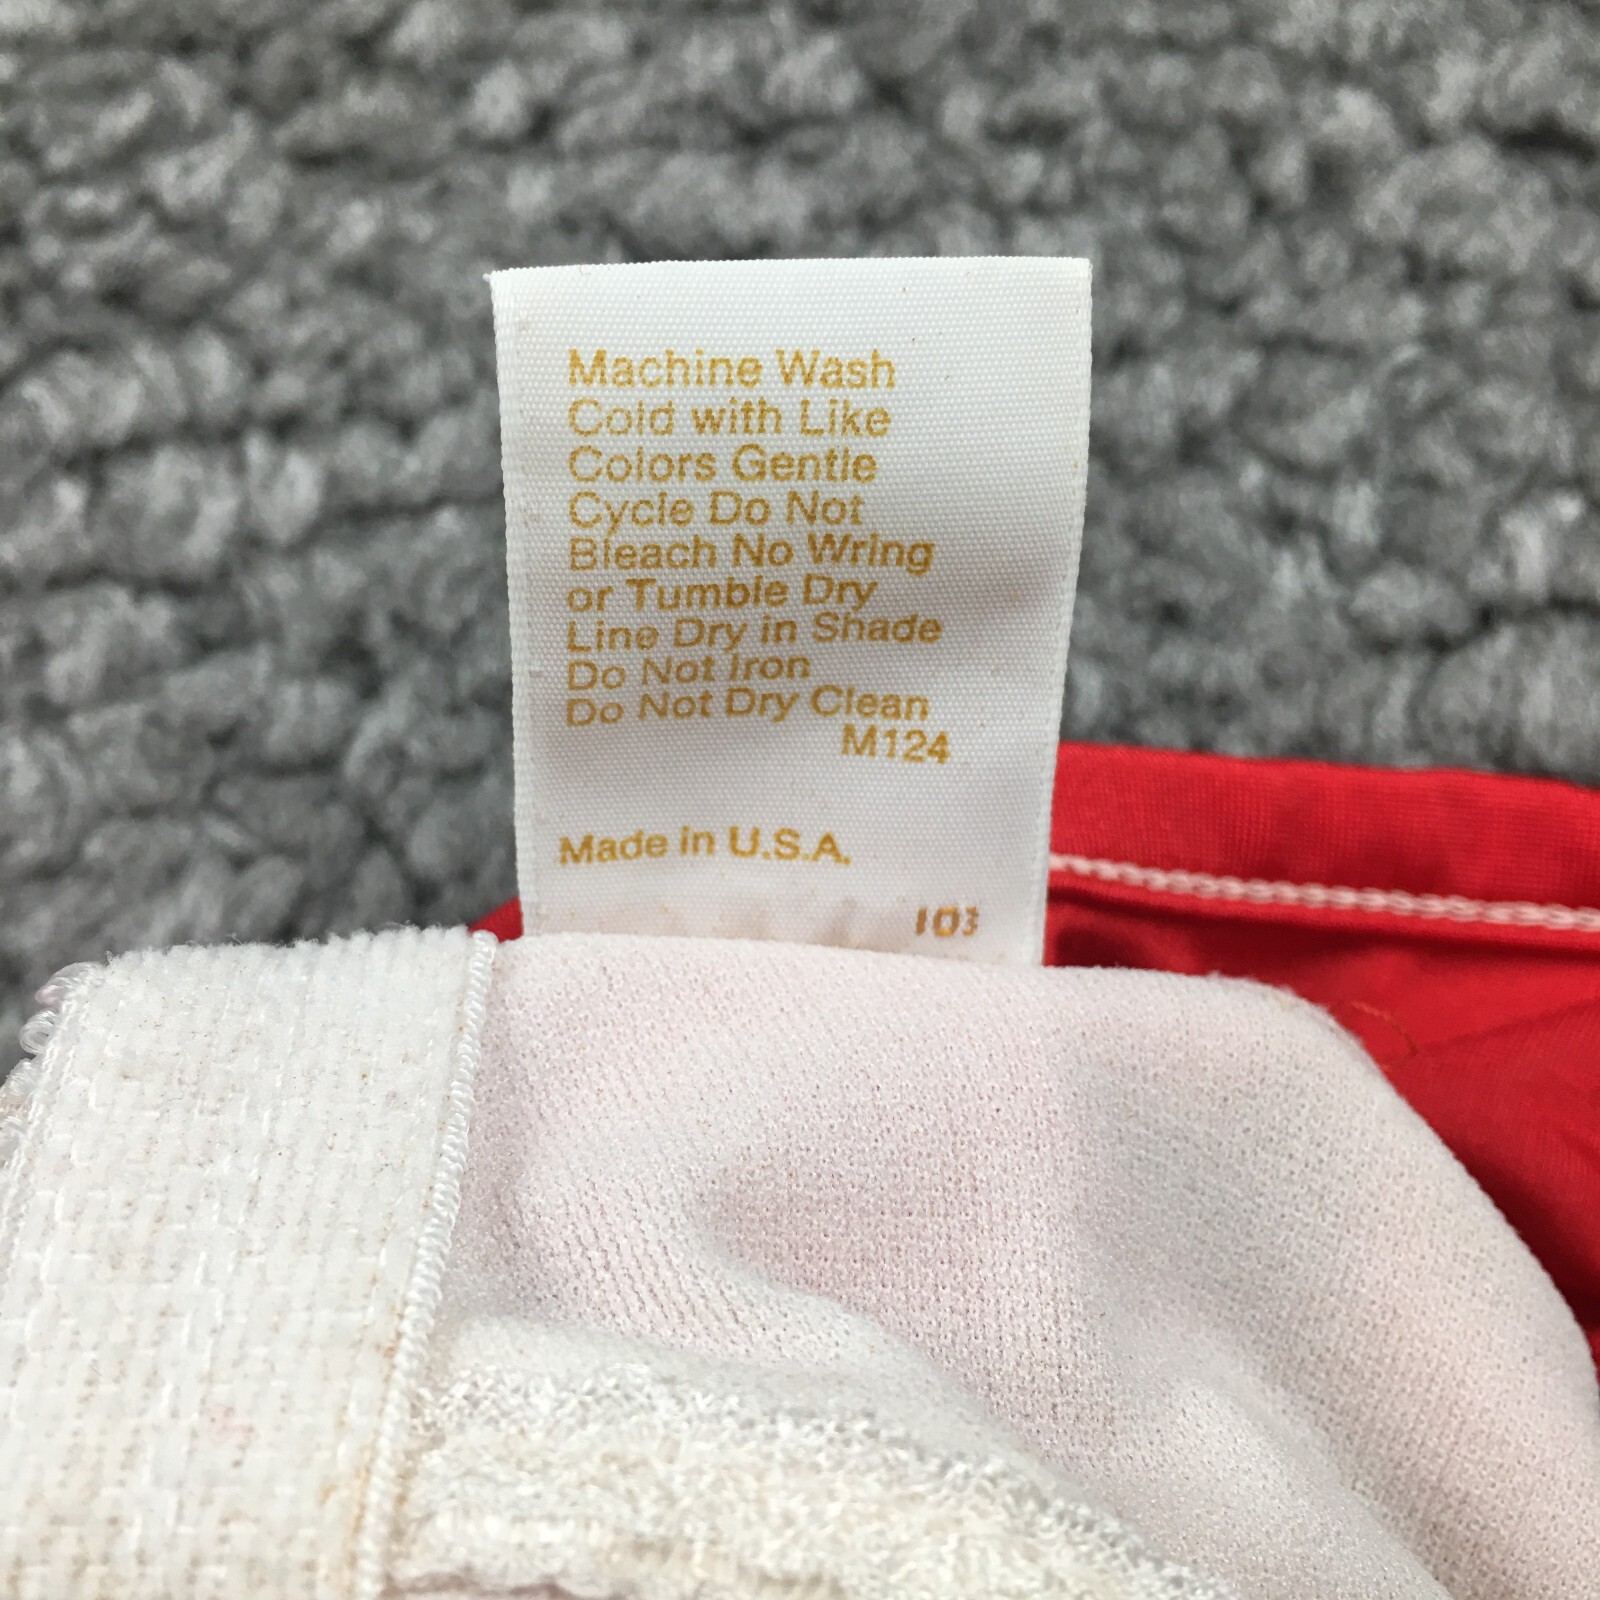 Machine Wash
Cold with Like
Colors Gentle
Cycle Do Not
Bleach No Wring
or Tumble Dry
Line Dry in Shade
Do Not Iron
Do Not Dry Clean
M124
Made in U.S.A.